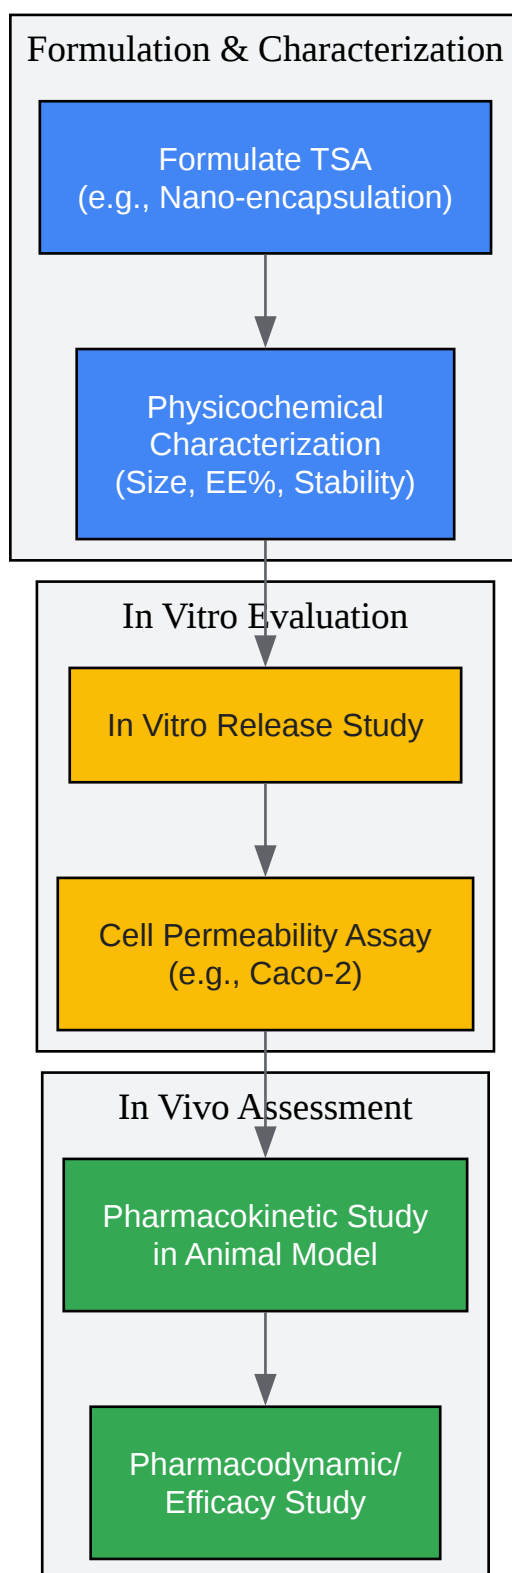 Formulation & Characterization
Formulate TSA
(e.g., Nano-encapsulation)
Physicochemical
Characterization
(Size, EE%, Stability)
In Vitro Evaluation
In Vitro Release Study
Cell Permeability Assay
(e.g., Caco-2)
In Vivo Assessment
Pharmacokinetic Study
in Animal Model
Pharmacodynamic/
Efficacy Study